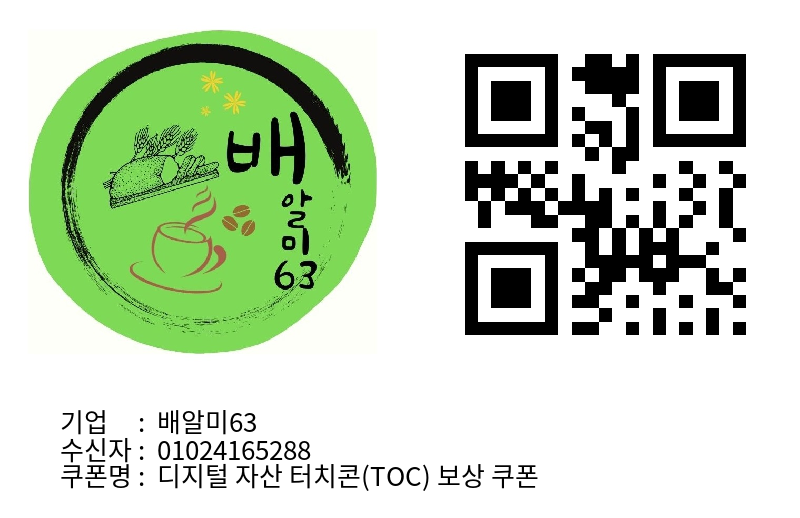 배
알
미
63
기업 : 배알미63
수신자 : 01024165288
쿠폰명 : 디지털 자산 터치콘(TOC) 보상 쿠폰